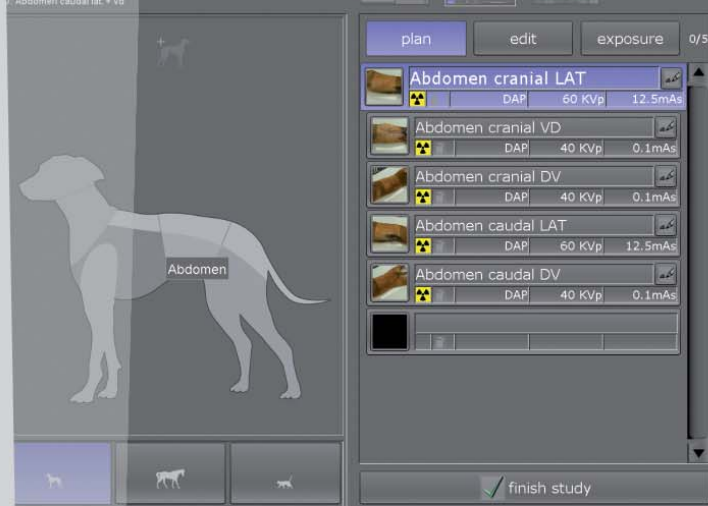 Abdomen caudal lat. + vd
plan
edit
exposure
0/5
Abdomen cranial LAT
DAP
60 KVp
12.5mAs
Abdomen cranial VD
DAP
40 KVp
0.1mAs
Abdomen cranial DV
DAP
40 KVp
0.1mAs
Abdomen caudal LAT
DAP
60 KVp
12.5mAs
Abdomen caudal DV
DAP
40 KVp
0.1mAs
Abdomen
finish study